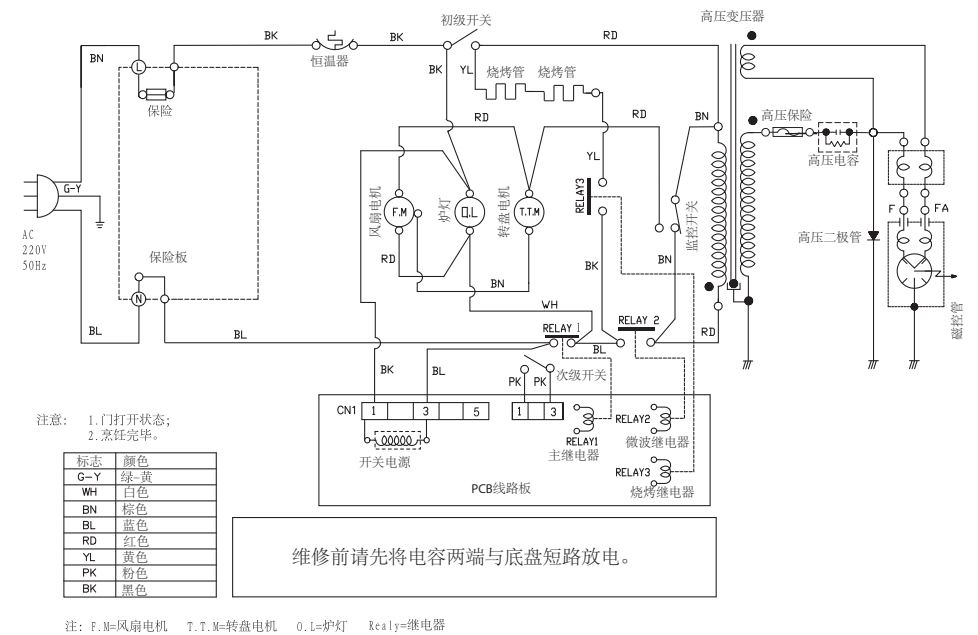 高压变压器
初级开关
BK BK RD
恒温器
BN L
BK YL 烧烤管 烧烤管
保险
高压保险
RD RD BN
高压电容
YL
G-Y
风扇电机 F.M 炉灯 O.L 转盘电机 T.T.M RELAY3 监控开关
F FA
AC
220V
50Hz
高压二极管
保险板
RD BK BN
BN
N
WH
磁控管
BL BL RELAY 1 RELAY 2 RD
BL
BK BL 次级开关
PK PK
CN1 1 3 5 1 3
RELAY1
主继电器
RELAY2
微波继电器
开关电源
RELAY3
烧烤继电器
PCB线路板
注意: 1.门打开状态;
2.烹饪完毕。
标志 颜色
G-Y 绿-黄
WH 白色
BN 棕色
BL 蓝色
RD 红色
YL 黄色
PK 粉色
BK 黑色
维修前请先将电容两端与底盘短路放电。
注: F.M=风扇电机 T.T.M=转盘电机 O.L=炉灯 Realy=继电器